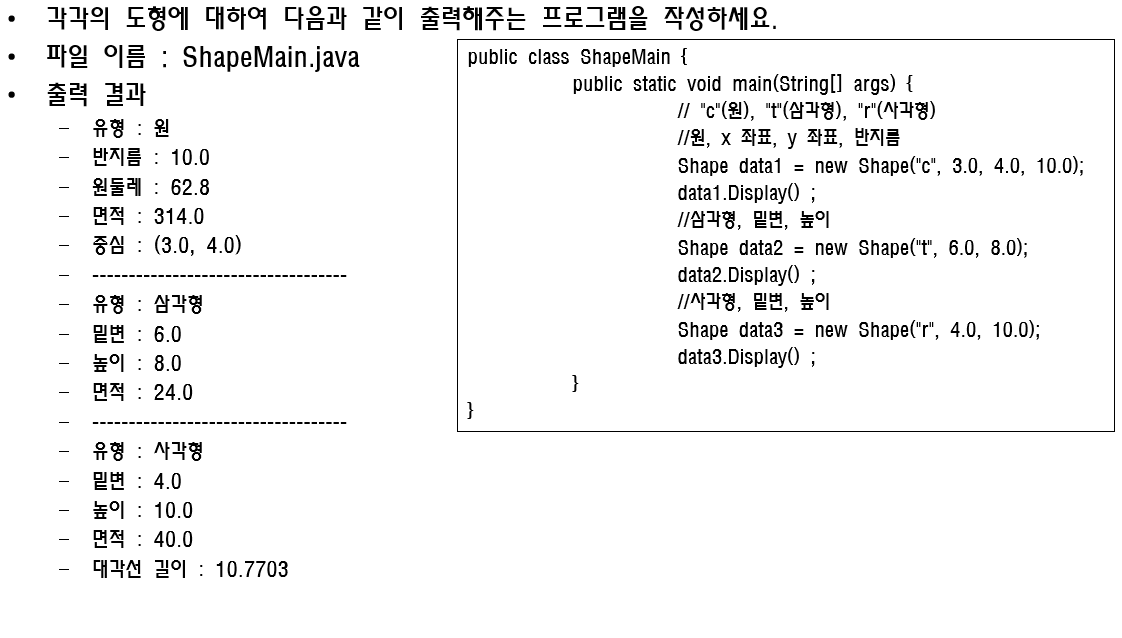 • 각각의 도형에 대하여 다음과 같이 출력해주는 프로그램을 작성하세요.
• 파일 이름 : ShapeMain.java
• 출력 결과
– 유형 : 원
– 반지름 : 10.0
– 원둘레 : 62.8
– 면적 : 314.0
– 중심 : (3.0, 4.0)
– -----------------------------------
– 유형 : 삼각형
– 밑변 : 6.0
– 높이 : 8.0
– 면적 : 24.0
– -----------------------------------
– 유형 : 사각형
– 밑변 : 4.0
– 높이 : 10.0
– 면적 : 40.0
– 대각선 길이 : 10.7703
public class ShapeMain {
public static void main(String[] args) {
// "c"(원), "t"(삼각형), "r"(사각형)
//원, x 좌표, y 좌표, 반지름
Shape data1 = new Shape("c", 3.0, 4.0, 10.0);
data1.Display() ;
//삼각형, 밑변, 높이
Shape data2 = new Shape("t", 6.0, 8.0);
data2.Display() ;
//사각형, 밑변, 높이
Shape data3 = new Shape("r", 4.0, 10.0);
data3.Display() ;
}
}